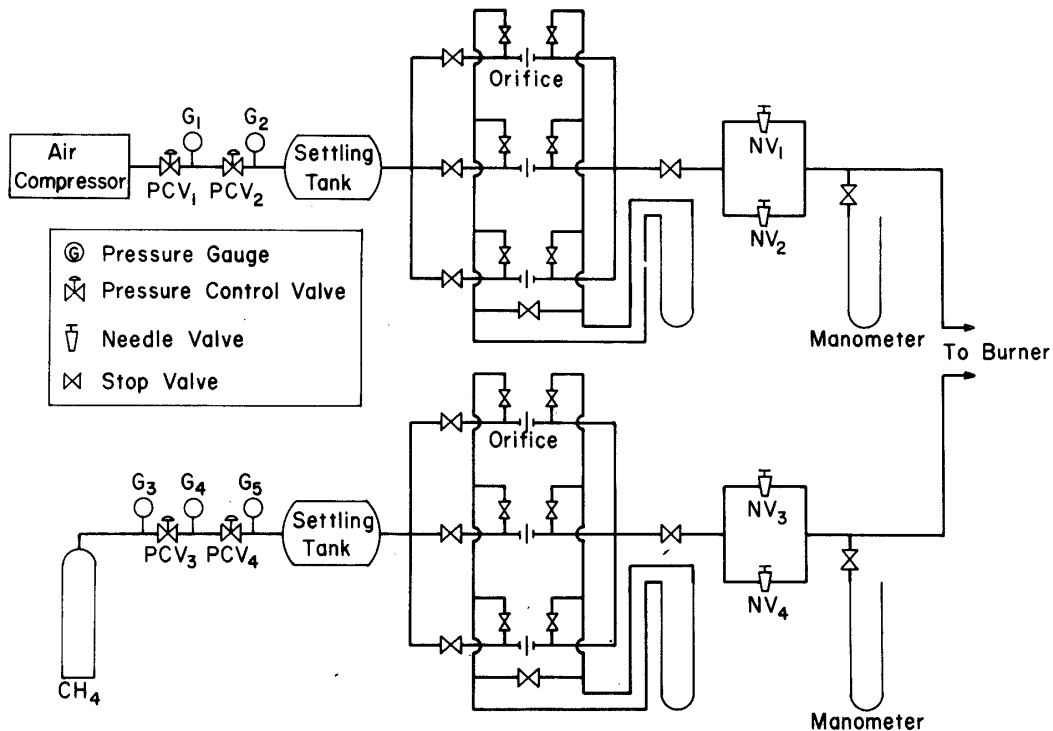 Air
Compressor
PCV₁
G₁
PCV₂
G₂
Settling
Tank
Orifice
NV₁
NV₂
Manometer
To Burner
G Pressure Gauge
Pressure Control Valve
Needle Valve
Stop Valve
CH₄
G₃
PCV₃
G₄
PCV₄
G₅
Settling
Tank
Orifice
NV₃
NV₄
Manometer